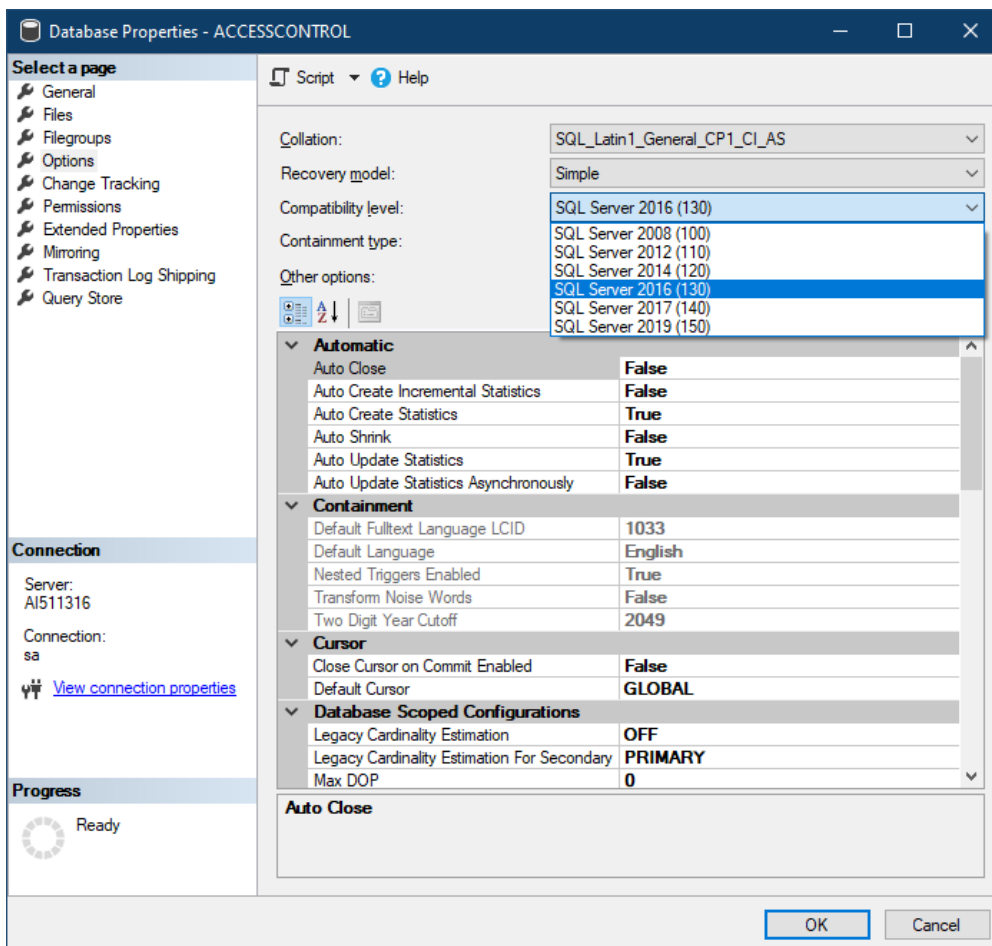 Database Properties - ACCESSCONTROL
Select a page
General
Files
Filegroups
Options
Change Tracking
Permissions
Extended Properties
Mirroring
Transaction Log Shipping
Query Store
Connection
Server:
AI511316
Connection:
sa
View connection properties
Progress
Ready
Script
Help
Collation:
SQL_Latin1_General_CP1_CI_AS
Recovery model:
Simple
Compatibility level:
SQL Server 2016 (130)
SQL Server 2008 (100)
SQL Server 2012 (110)
SQL Server 2014 (120)
SQL Server 2016 (130)
SQL Server 2017 (140)
SQL Server 2019 (150)
Containment type:
Other options:
Automatic
Auto Close False
Auto Create Incremental Statistics False
Auto Create Statistics True
Auto Shrink False
Auto Update Statistics True
Auto Update Statistics Asynchronously False
Containment
Default Fulltext Language LCID 1033
Default Language English
Nested Triggers Enabled True
Transform Noise Words False
Two Digit Year Cutoff 2049
Cursor
Close Cursor on Commit Enabled False
Default Cursor GLOBAL
Database Scoped Configurations
Legacy Cardinality Estimation OFF
Legacy Cardinality Estimation For Secondary PRIMARY
Max DOP 0
Auto Close
OK Cancel